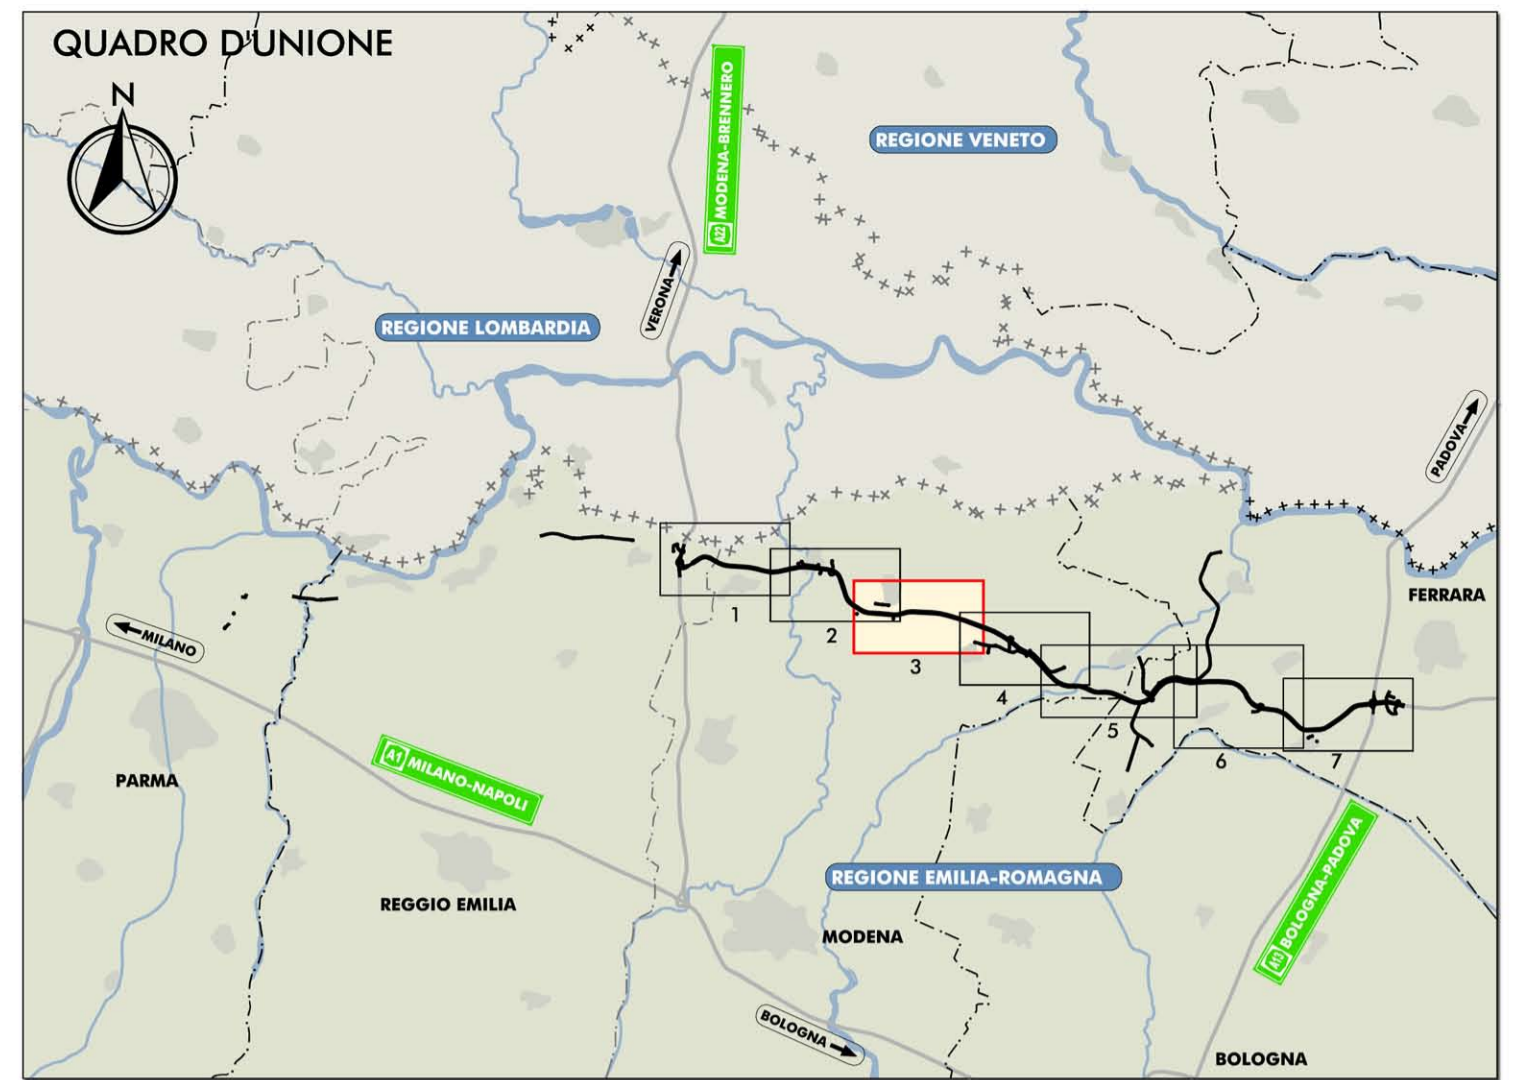 QUADRO D'UNIONE
N
A22 MODENA-BRENNERO
REGIONE VENETO
VERONA
REGIONE LOMBARDIA
PADOVA
FERRARA
MILANO
1
2
3
4
5
6
7
PARMA
A1 MILANO-NAPOLI
REGGIO EMILIA
REGIONE EMILIA-ROMAGNA
MODENA
A13 BOLOGNA-PADOVA
BOLOGNA
BOLOGNA